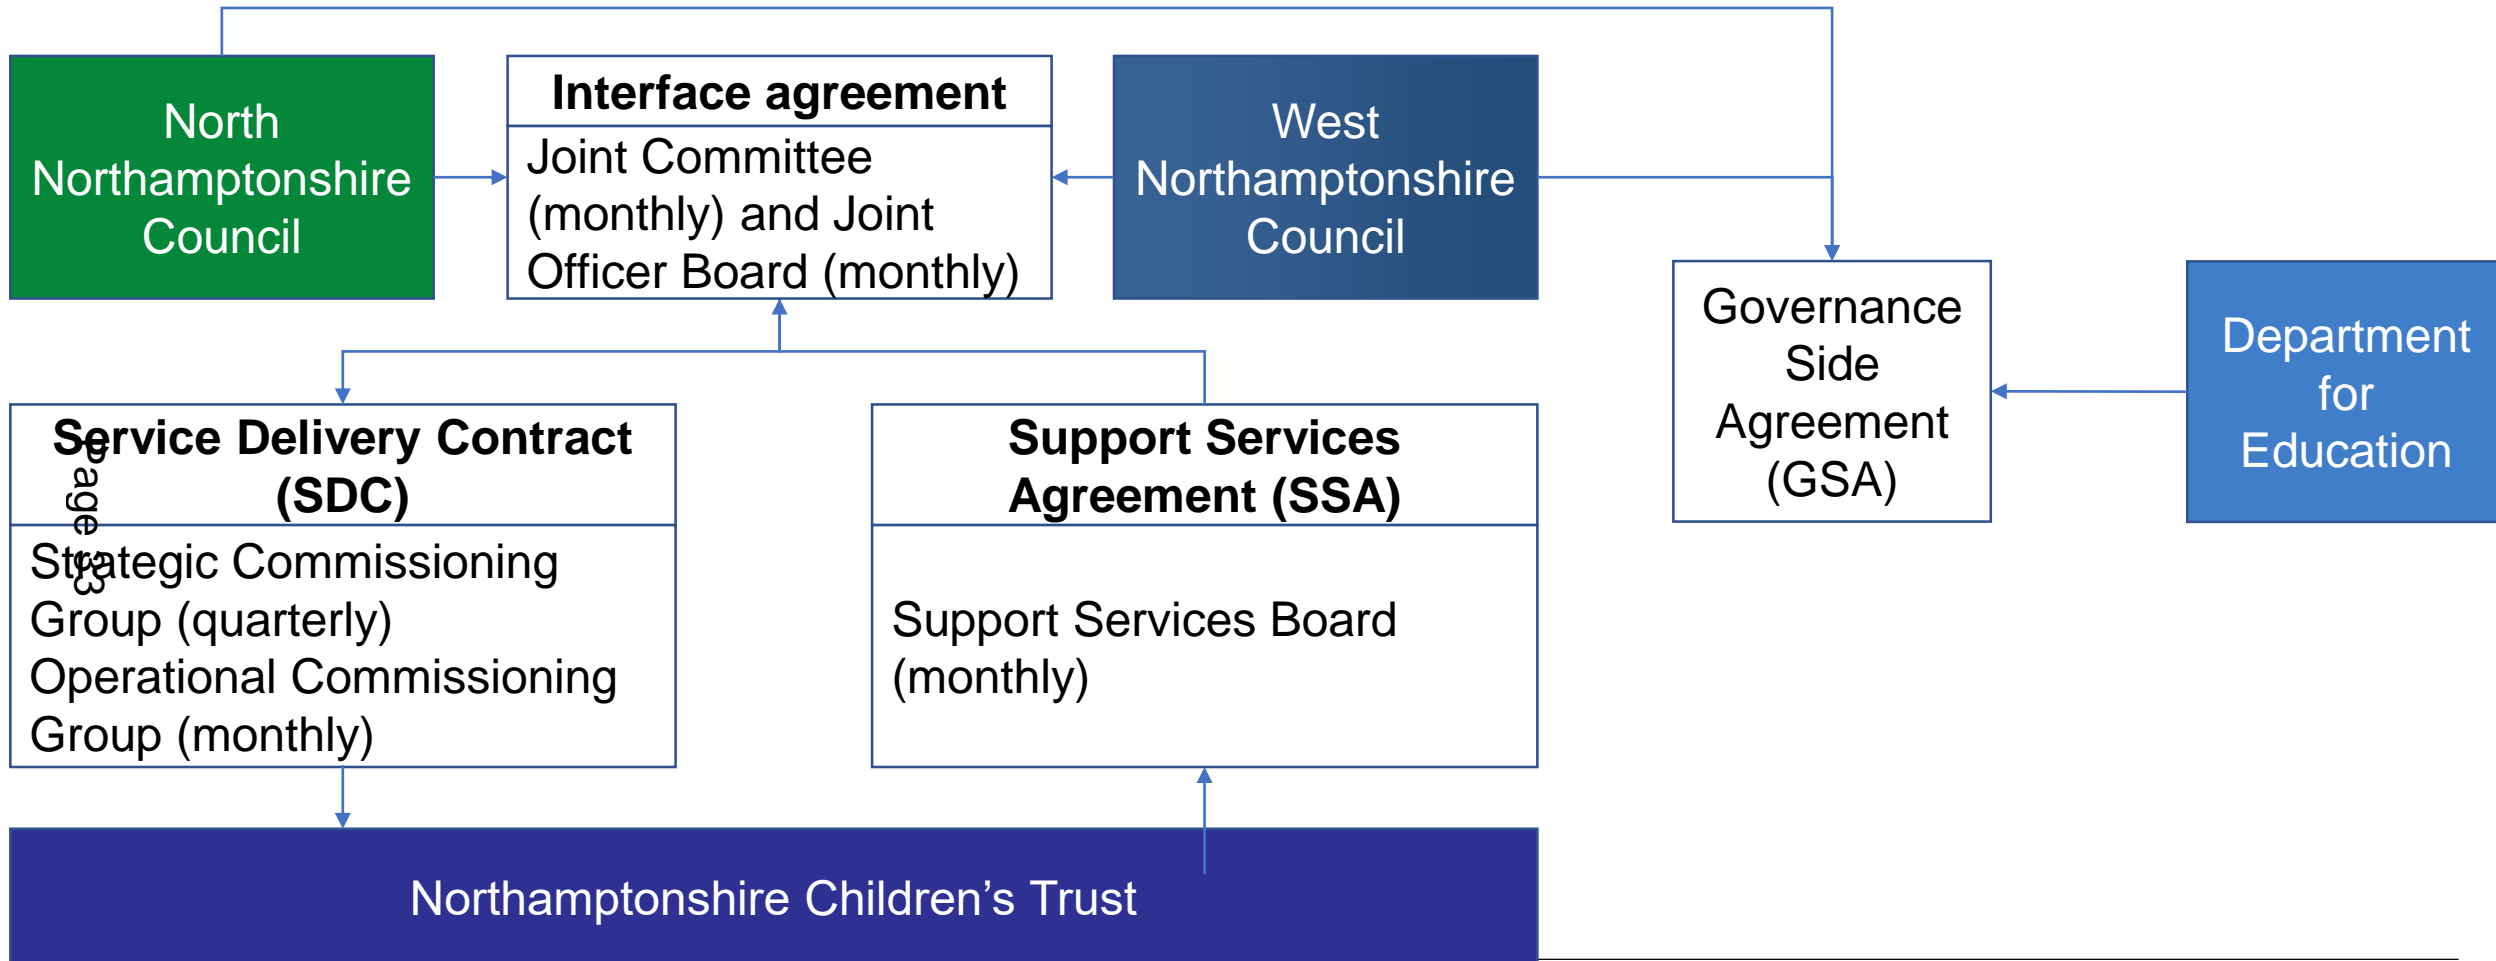 North
Northamptonshire
Council
Interface agreement
Joint Committee
(monthly) and Joint
Officer Board (monthly)
West
Northamptonshire
Council
Governance
Side
Agreement
(GSA)
Department
for
Education
Service Delivery Contract
(SDC)
Strategic Commissioning
Group (quarterly)
Operational Commissioning
Group (monthly)
Support Services
Agreement (SSA)
Support Services Board
(monthly)
Northamptonshire Children’s Trust
Page 33